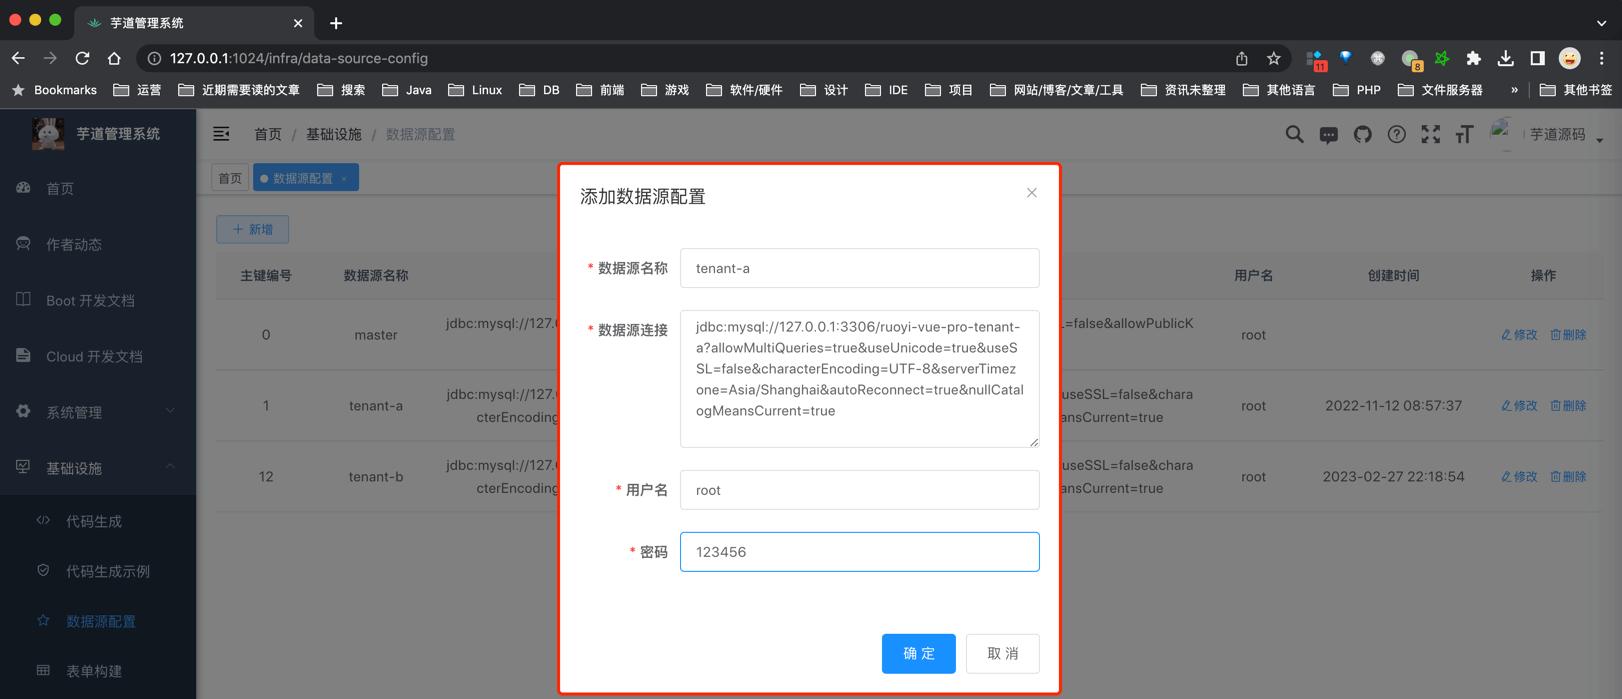 芋道管理系统
127.0.0.1:1024/infra/data-source-config
11
8
Bookmarks 运营 近期需要读的文章 搜索 Java Linux DB 前端 游戏 软件/硬件 设计 IDE 项目 网站/博客/文章/工具 资讯未整理 其他语言 PHP 文件服务器 » 其他书签
芋道管理系统
首页 / 基础设施 / 数据源配置
芋道源码
首页
数据源配置
首页
作者动态
Boot 开发文档
Cloud 开发文档
系统管理
基础设施
代码生成
代码生成示例
数据源配置
表单构建
+ 新增
主键编号 数据源名称 用户名 创建时间 操作
0 master jdbc:mysql://127.0 L=false&allowPublicK root 修改 删除
1 tenant-a jdbc:mysql://127.0 useSSL=false&chara root 2022-11-12 08:57:37 修改 删除
cterEncoding ansCurrent=true
12 tenant-b jdbc:mysql://127.0 useSSL=false&chara root 2023-02-27 22:18:54 修改 删除
cterEncoding ansCurrent=true
添加数据源配置
* 数据源名称 tenant-a
* 数据源连接 jdbc:mysql://127.0.0.1:3306/ruoyi-vue-pro-tenant-
a?allowMultiQueries=true&useUnicode=true&useS
SL=false&characterEncoding=UTF-8&serverTimez
one=Asia/Shanghai&autoReconnect=true&nullCatal
ogMeansCurrent=true
* 用户名 root
* 密码 123456
确 定 取 消